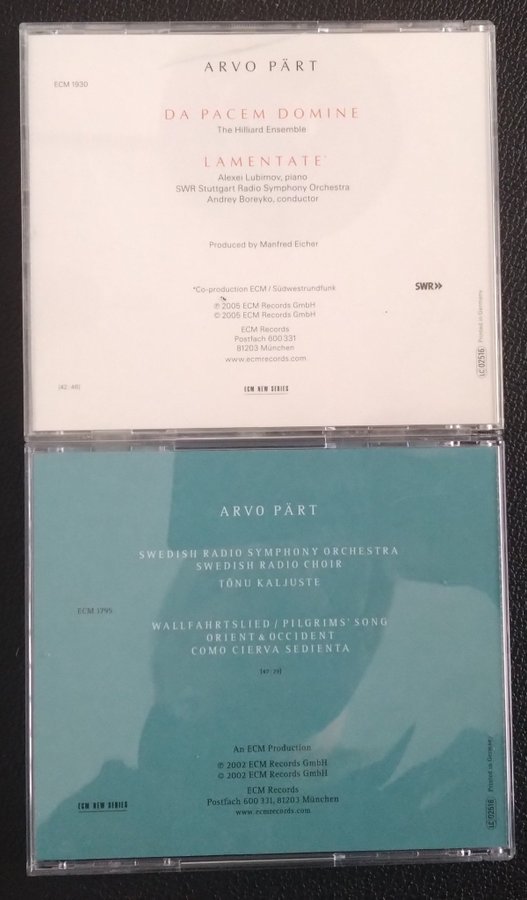 ARVO PÄRT
ECM 1930
DA PACEM DOMINE
The Hilliard Ensemble
LAMENTATE*
Alexei Lubimov, piano
SWR Stuttgart Radio Symphony Orchestra
Andrey Boreyko, conductor
Produced by Manfred Eicher
*Co-production ECM / Südwestrundfunk
SWR»
℗ 2005 ECM Records GmbH
© 2005 ECM Records GmbH
ECM Records
Postfach 600 331
81203 München
www.ecmrecords.com
LC 02516 Printed in Germany
[42:48]
ECM NEW SERIES
ARVO PÄRT
SWEDISH RADIO SYMPHONY ORCHESTRA
SWEDISH RADIO CHOIR
TÕNU KALJUSTE
ECM 1795
WALLFAHRTSLIED / PILGRIMS' SONG
ORIENT & OCCIDENT
COMO CIERVA SEDIENTA
[47:29]
An ECM Production
℗ 2002 ECM Records GmbH
© 2002 ECM Records GmbH
ECM Records
Postfach 600 331, 81203 München
www.ecmrecords.com
ECM NEW SERIES
LC 02516 Printed in Germany